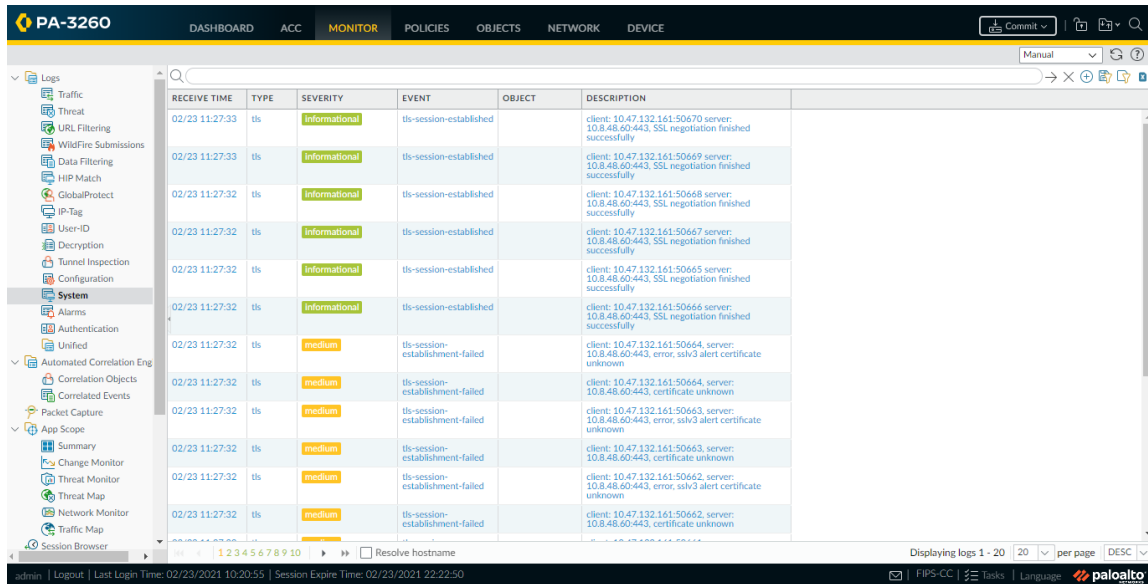 PA-3260
DASHBOARD ACC MONITOR POLICIES OBJECTS NETWORK DEVICE
Commit
Manual
Logs
Traffic
Threat
URL Filtering
WildFire Submissions
Data Filtering
HIP Match
GlobalProtect
IP-Tag
User-ID
Decryption
Tunnel Inspection
Configuration
System
Alarms
Authentication
Unified
Automated Correlation Eng
Correlation Objects
Correlated Events
Packet Capture
App Scope
Summary
Change Monitor
Threat Monitor
Threat Map
Network Monitor
Traffic Map
Session Browser
RECEIVE TIME TYPE SEVERITY EVENT OBJECT DESCRIPTION
02/23 11:27:33 tls informational tls-session-established client: 10.47.132.161:50670 server:
10.8.48.60:443, SSL negotiation finished
successfully
02/23 11:27:33 tls informational tls-session-established client: 10.47.132.161:50669 server:
10.8.48.60:443, SSL negotiation finished
successfully
02/23 11:27:32 tls informational tls-session-established client: 10.47.132.161:50668 server:
10.8.48.60:443, SSL negotiation finished
successfully
02/23 11:27:32 tls informational tls-session-established client: 10.47.132.161:50667 server:
10.8.48.60:443, SSL negotiation finished
successfully
02/23 11:27:32 tls informational tls-session-established client: 10.47.132.161:50665 server:
10.8.48.60:443, SSL negotiation finished
successfully
02/23 11:27:32 tls informational tls-session-established client: 10.47.132.161:50666 server:
10.8.48.60:443, SSL negotiation finished
successfully
02/23 11:27:32 tls medium tls-session- client: 10.47.132.161:50664, server:
establishment-failed 10.8.48.60:443, error, sslv3 alert certificate
unknown
02/23 11:27:32 tls medium tls-session- client: 10.47.132.161:50664, server:
establishment-failed 10.8.48.60:443, certificate unknown
02/23 11:27:32 tls medium tls-session- client: 10.47.132.161:50663, server:
establishment-failed 10.8.48.60:443, error, sslv3 alert certificate
unknown
02/23 11:27:32 tls medium tls-session- client: 10.47.132.161:50663, server:
establishment-failed 10.8.48.60:443, certificate unknown
02/23 11:27:32 tls medium tls-session- client: 10.47.132.161:50662, server:
establishment-failed 10.8.48.60:443, error, sslv3 alert certificate
unknown
02/23 11:27:32 tls medium tls-session- client: 10.47.132.161:50662, server:
establishment-failed 10.8.48.60:443, certificate unknown
1 2 3 4 5 6 7 8 9 10 Resolve hostname Displaying logs 1 - 20 20 per page DESC
admin | Logout | Last Login Time: 02/23/2021 10:20:55 | Session Expire Time: 02/23/2021 22:22:50 | FIPS-CC | Tasks | Language paloalto
NETWORKS